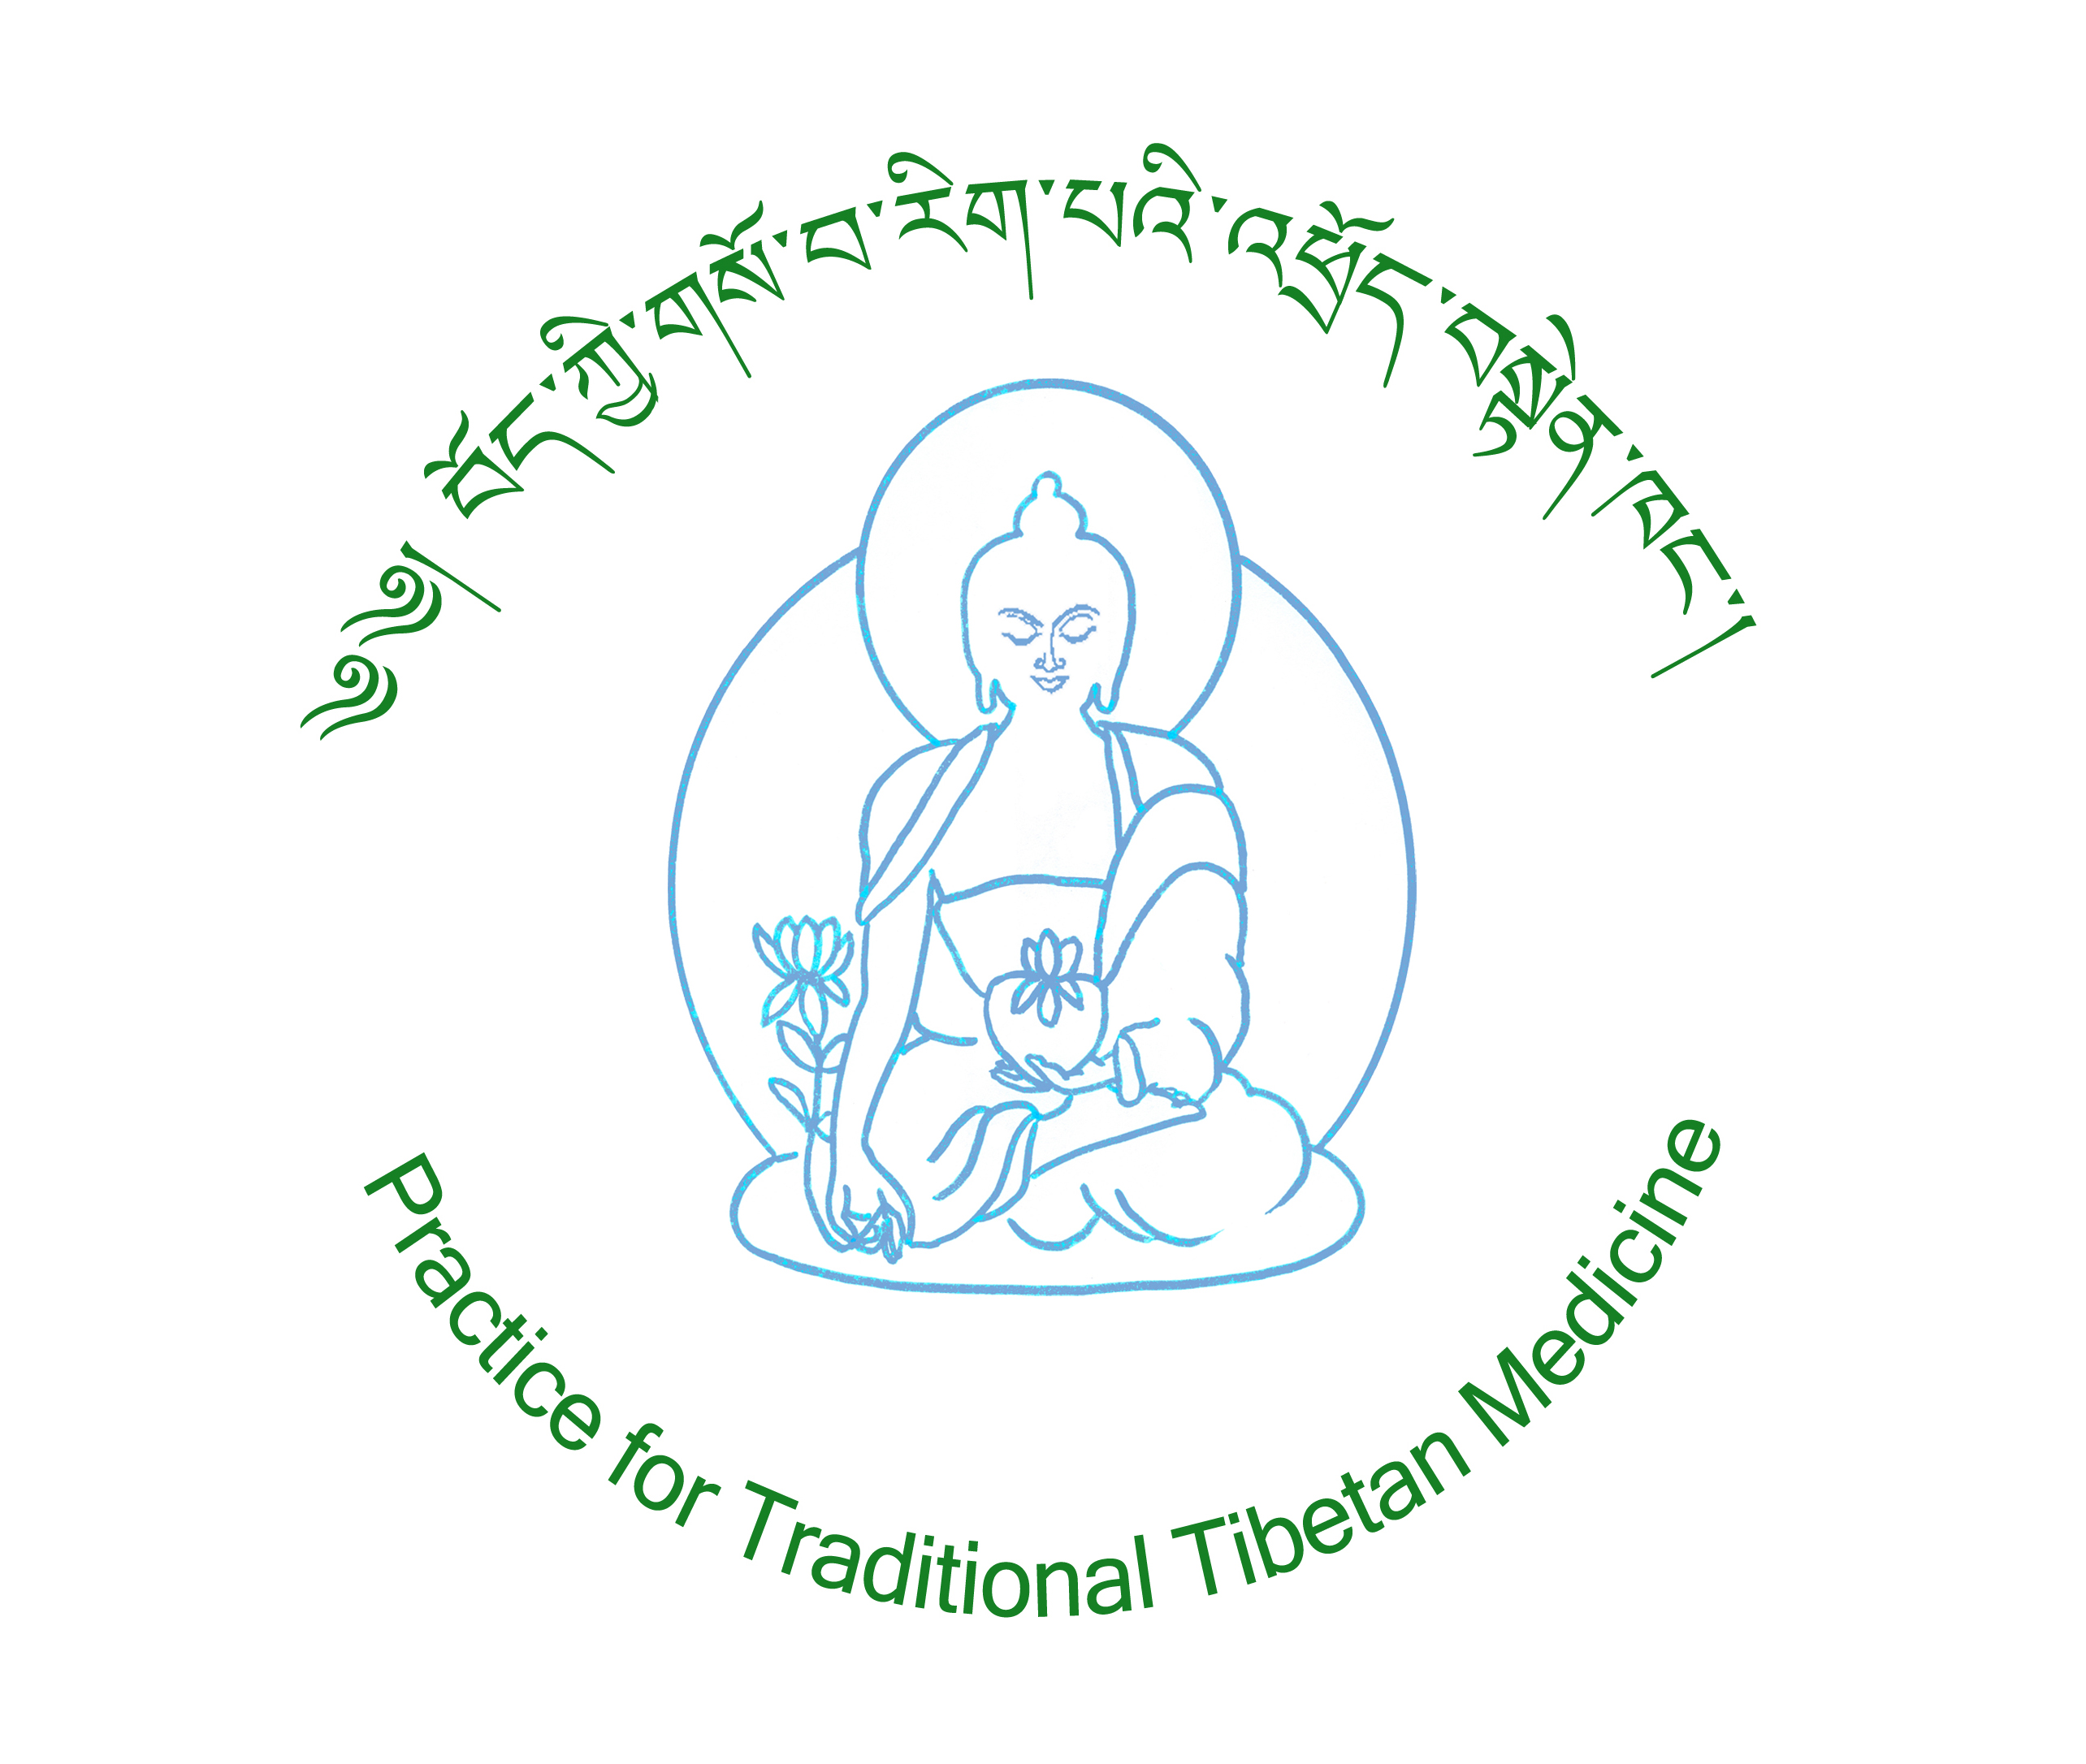 ༄༅། བོད་ཀྱི་གསོ་བ་རིག་པའི་འཕྲོད་བསྟེན་ཁང་།
Practice for Traditional Tibetan Medicine